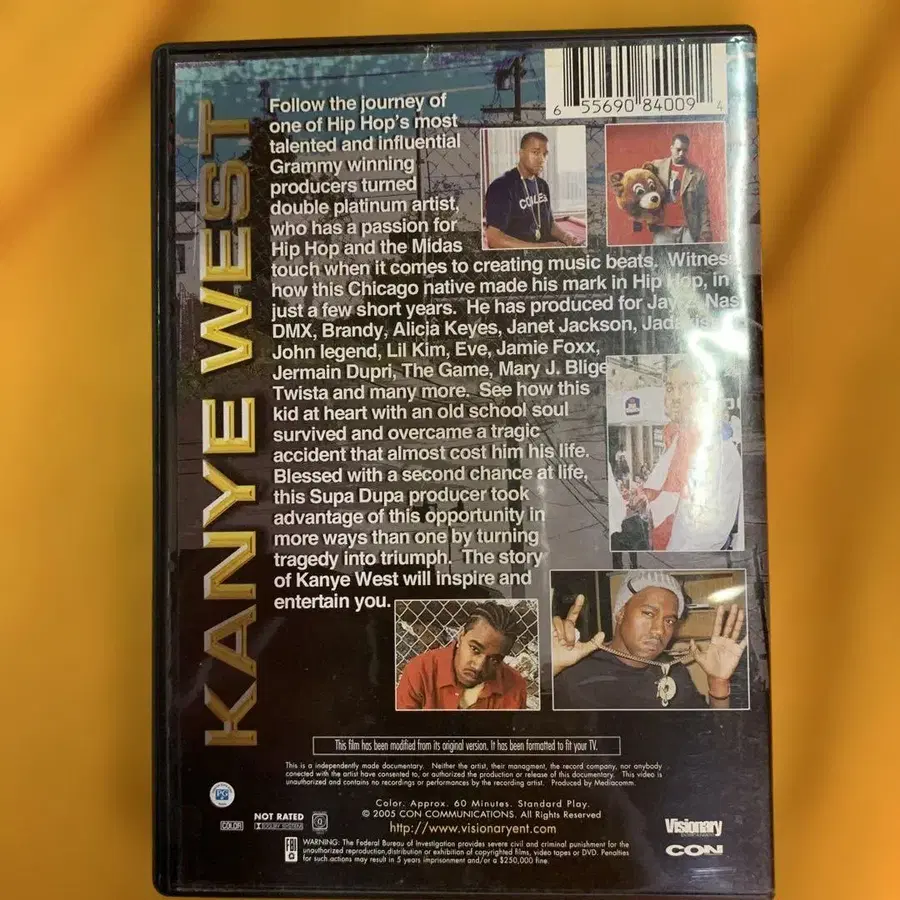 KANYE WEST
6 55690 84009 4
Follow the journey of
one of Hip Hop's most
talented and influential
Grammy winning
producers turned
double platinum artist,
who has a passion for
Hip Hop and the Midas
touch when it comes to creating music beats. Witness
how this Chicago native made his mark in Hip Hop, in
just a few short years. He has produced for Jay Z, Nas
DMX, Brandy, Alicia Keyes, Janet Jackson,
John legend, Lil Kim, Eve, Jamie Foxx,
Jermain Dupri, The Game, Mary J. Blige
Twista and many more. See how this
kid at heart with an old school soul
survived and overcame a tragic
accident that almost cost him his life.
Blessed with a second chance at life,
this Supa Dupa producer took
advantage of this opportunity in
more ways than one by turning
tragedy into triumph. The story
of Kanye West will inspire and
entertain you.
This film has been modified from its original version. It has been formatted to fit your TV.
This is a independently made documentary. Neither the artist, their managment, the record company, nor anybody
conected with the artist have consented to, or authorized the production or release of this documentary. This video is
unauthorized and contains no recordings or performances by the recording artist. Produced by Mediacomm.
PG
COLOR
NOT RATED
Color. Approx. 60 Minutes. Standard Play.
© 2005 CON COMMUNICATIONS. All Rights Reserved
http://www.visionaryent.com
Visionary
CON
FBI
WARNING: The Federal Bureau of Investigation provides severe civil and criminal punishment for the
unauthorized reproduction,distribution or exhibition of copyrighted films, video tapes or DVD. Penalties
for such actions may result in 5 years imprisonment and/or a $250,000 fine.